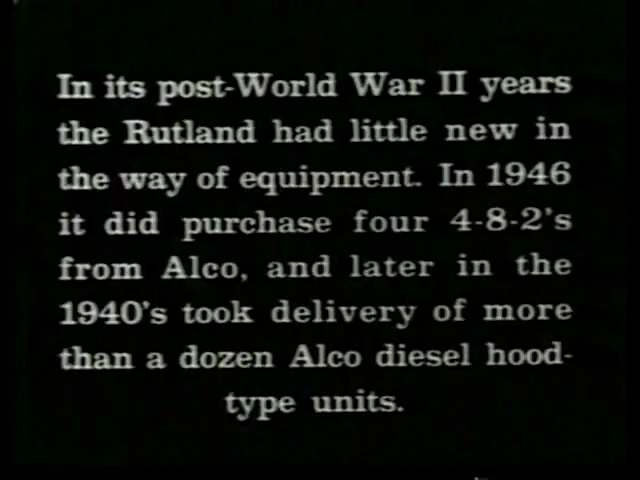 In its post-World War II years
the Rutland had little new in
the way of equipment. In 1946
it did purchase four 4-8-2's
from Alco, and later in the
1940's took delivery of more
than a dozen Alco diesel hood-
type units.